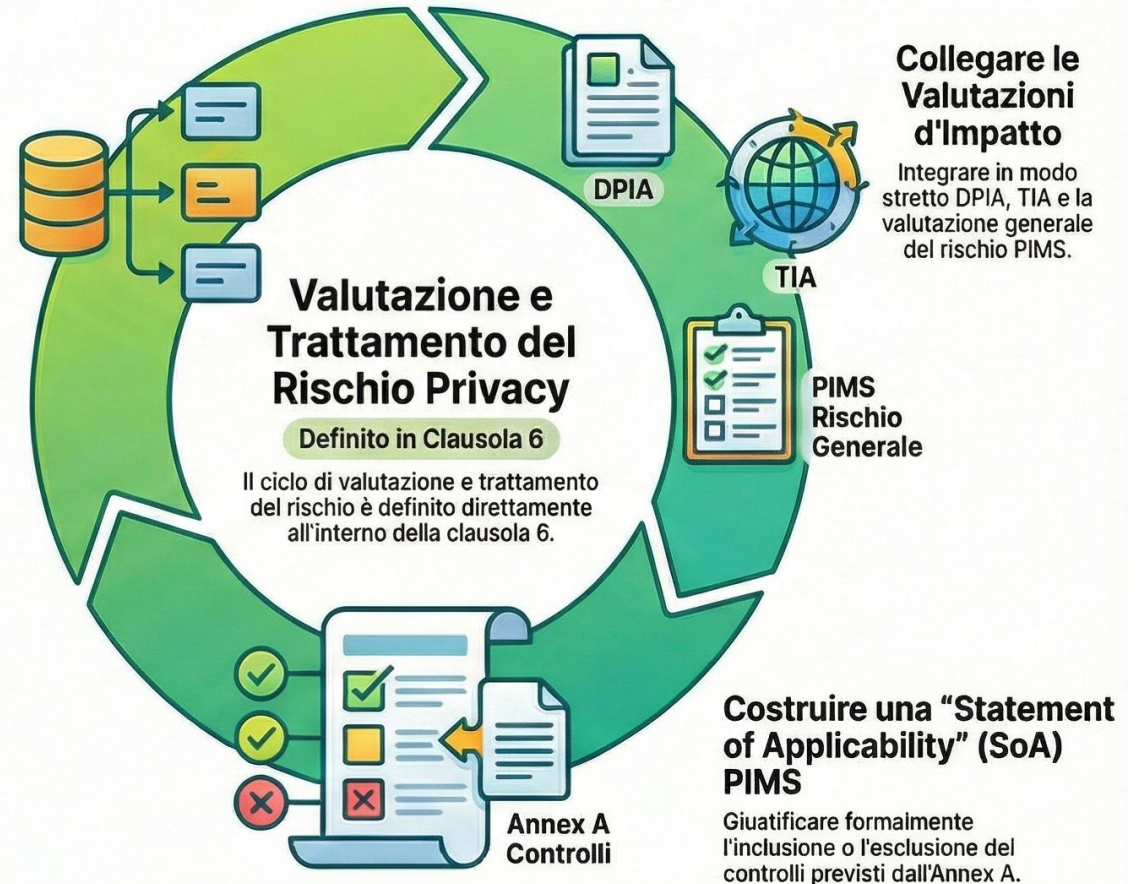 Collegare le
Valutazioni
d'Impatto
Integrare in modo
stretto DPIA, TIA e la
valutazione generale
del rischio PIMS.
DPIA
TIA
PIMS
Rischio
Generale
Valutazione e
Trattamento del
Rischio Privacy
Definito in Clausola 6
Il ciclo di valutazione e trattamento
del rischio è definito direttamente
all'interno della clausola 6.
Annex A
Controlli
Costruire una “Statement
of Applicability” (SoA)
PIMS
Giuatificare formaimente
l'inclusione o l'esclusione del
controlli previsti dall'Annex A.